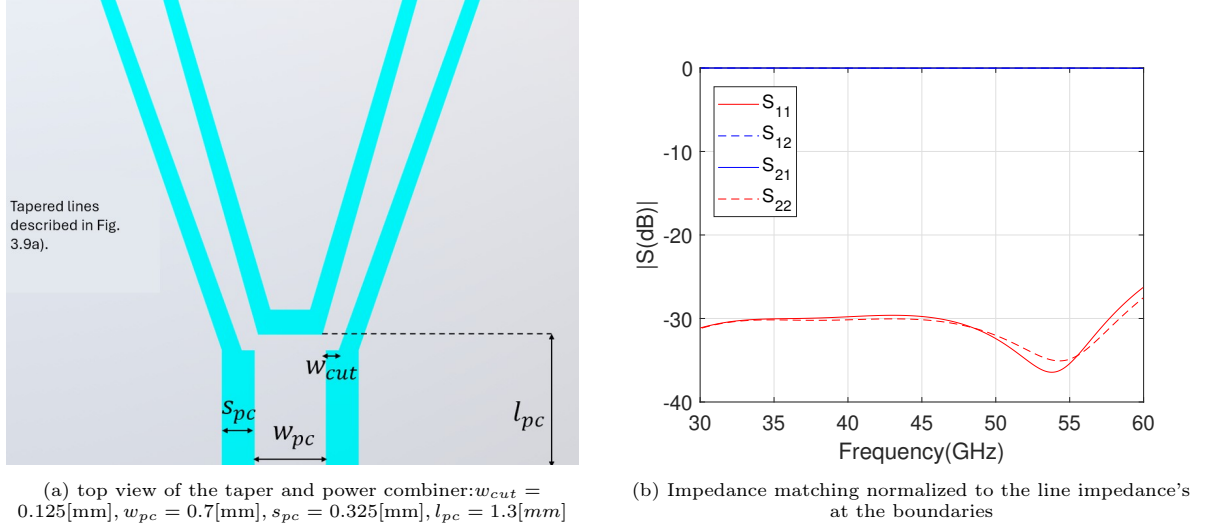 Tapered lines
described in Fig.
3.9a).
w_cut
s_pc
w_pc
l_pc
(a) top view of the taper and power combiner:w_cut =
0.125[mm], w_pc = 0.7[mm], s_pc = 0.325[mm], l_pc = 1.3[mm]
0
-10
-20
-30
-40
|S(dB)|
S_11
S_12
S_21
S_22
30
35
40
45
50
55
60
Frequency(GHz)
(b) Impedance matching normalized to the line impedance's
at the boundaries